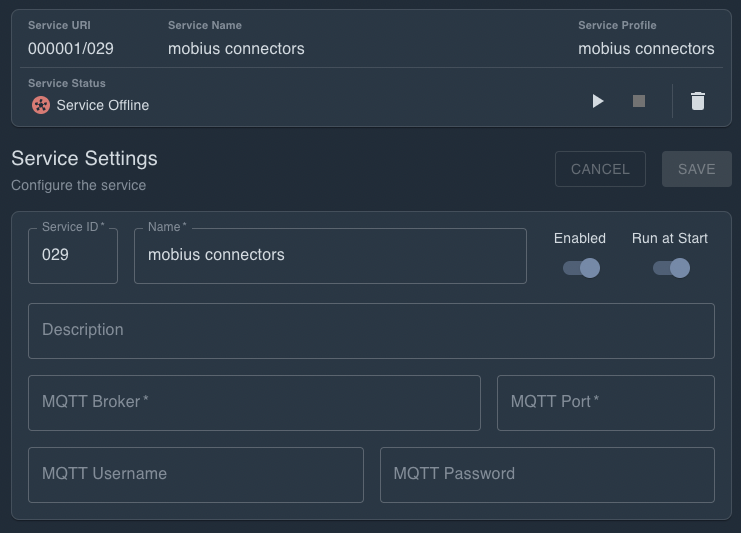 Service URI Service Name Service Profile
000001/029 mobius connectors mobius connectors
Service Status
Service Offline
Service Settings
Configure the service
CANCEL SAVE
Service ID * Name *
029 mobius connectors
Enabled Run at Start
Description
MQTT Broker * MQTT Port *
MQTT Username MQTT Password